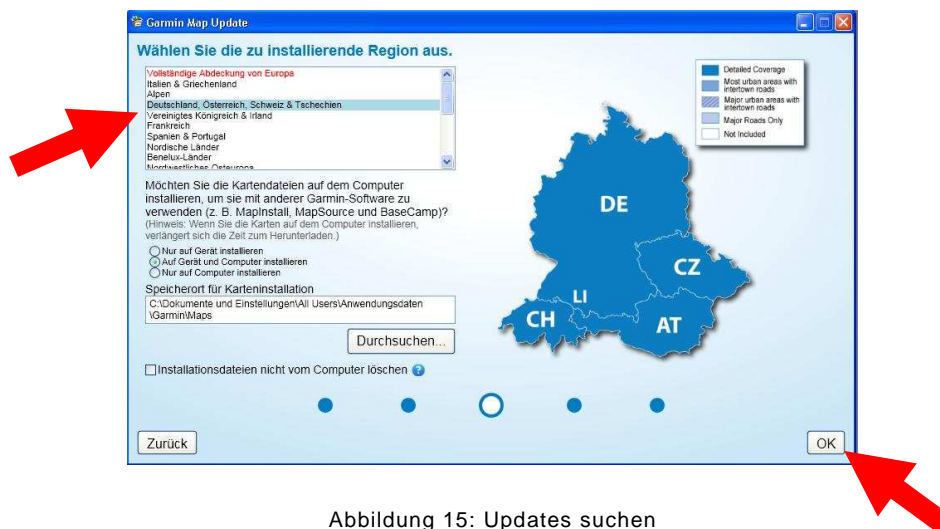 Garmin Map Update
Wählen Sie die zu installierende Region aus.
Vollständige Abdeckung von Europa
Italien & Griechenland
Alpen
Deutschland, Österreich, Schweiz & Tschechien
Vereinigtes Königreich & Irland
Frankreich
Spanien & Portugal
Nordische Länder
Benelux-Länder
Nordwestliches Osteuropa
Möchten Sie die Kartendateien auf dem Computer
installieren, um sie mit anderer Garmin-Software zu
verwenden (z. B. MapInstall, MapSource und BaseCamp)?
(Hinweis: Wenn Sie die Karten auf dem Computer installieren,
verlängert sich die Zeit zum Herunterladen.)
Nur auf Gerät installieren
Auf Gerät und Computer installieren
Nur auf Computer installieren
Speicherort für Karteninstallation
C:\Dokumente und Einstellungen\All Users\Anwendungsdaten
\Garmin\Maps
Durchsuchen...
Installationsdateien nicht vom Computer löschen ?
Detailed Coverage
Most urban areas with
intertown roads
Major urban areas with
intertown roads
Major Roads Only
Not Included
DE
CZ
LI
CH
AT
Zurück
OK
Abbildung 15: Updates suchen